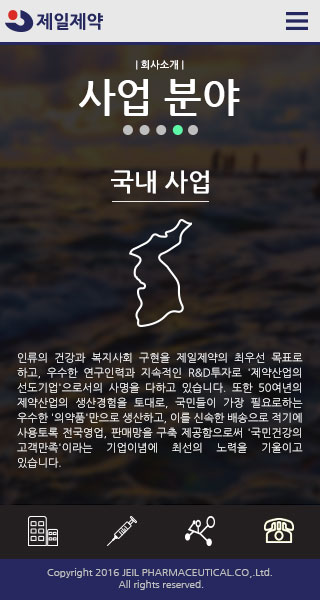 제일제약
| 회사소개 |
사업 분야
국내 사업
인류의 건강과 복지사회 구현을 제일제약의 최우선 목표로
하고, 우수한 연구인력과 지속적인 R&D투자로 '제약산업의
선도기업'으로서의 사명을 다하고 있습니다. 또한 50여년의
제약산업의 생산경험을 토대로, 국민들이 가장 필요로하는
우수한 '의약품'만으로 생산하고, 이를 신속한 배송으로 적기에
사용토록 전국영업, 판매망을 구축 제공함으로써 '국민건강의
고객만족'이라는 기업이념에 최선의 노력을 기울이고
있습니다.
Copyright 2016 JEIL PHARMACEUTICAL.CO,.Ltd.
All rights reserved.